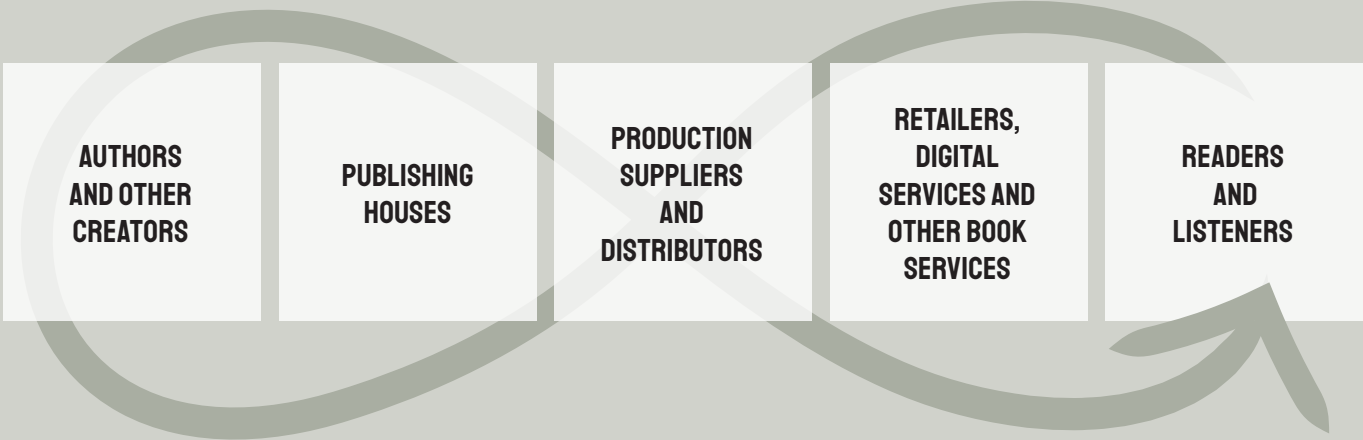 AUTHORS
AND OTHER
CREATORS
PUBLISHING
HOUSES
PRODUCTION
SUPPLIERS
AND
DISTRIBUTORS
RETAILERS,
DIGITAL
SERVICES AND
OTHER BOOK
SERVICES
READERS
AND
LISTENERS